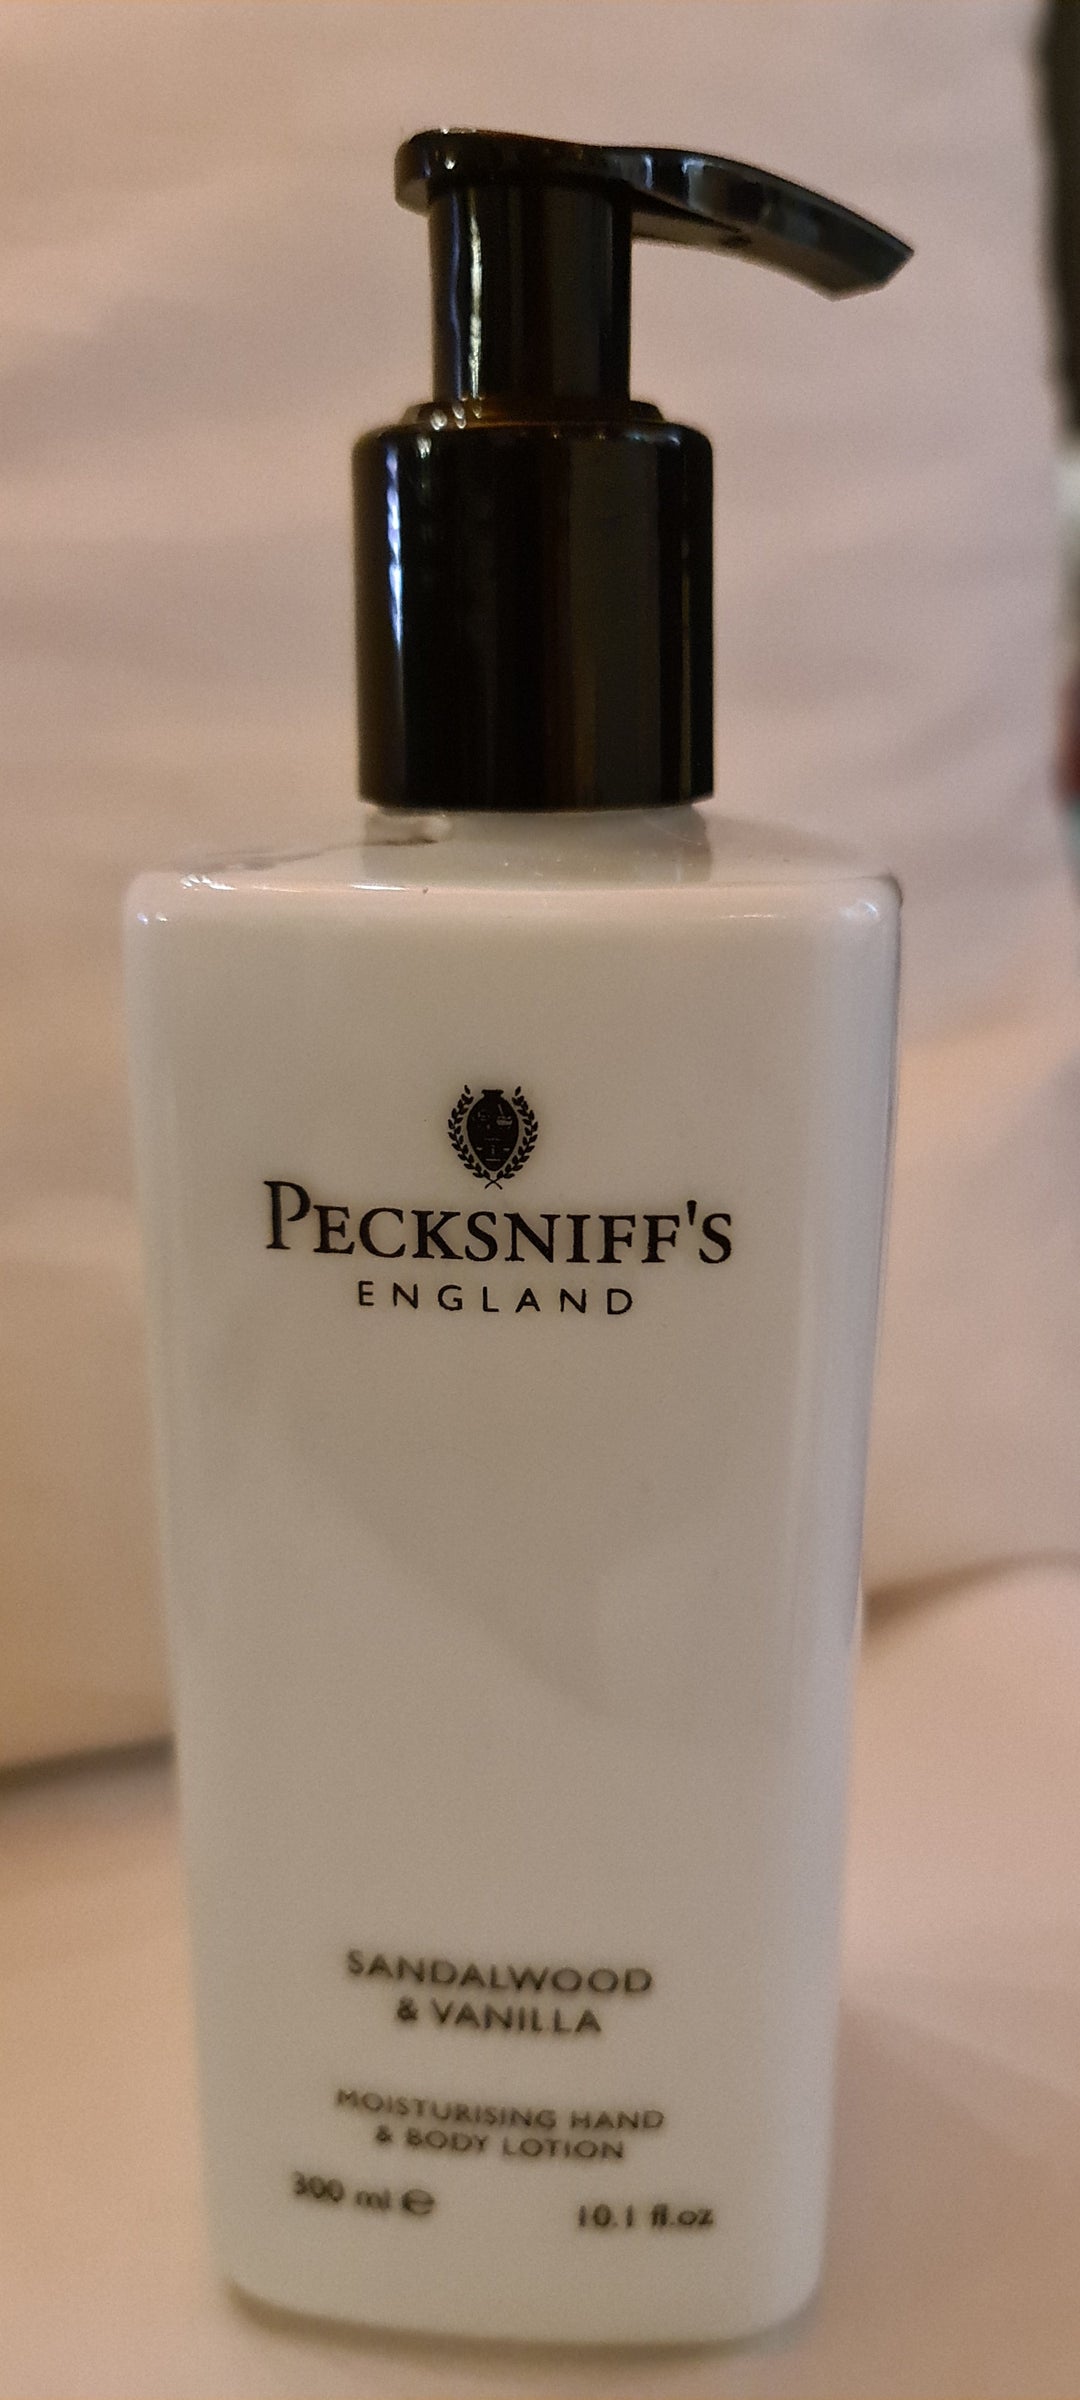 PECKSNIFF'S
ENGLAND
SANDALWOOD
& VANILLA
MOISTURISING HAND
& BODY LOTION
300 ml ℮ 10.1 fl.oz